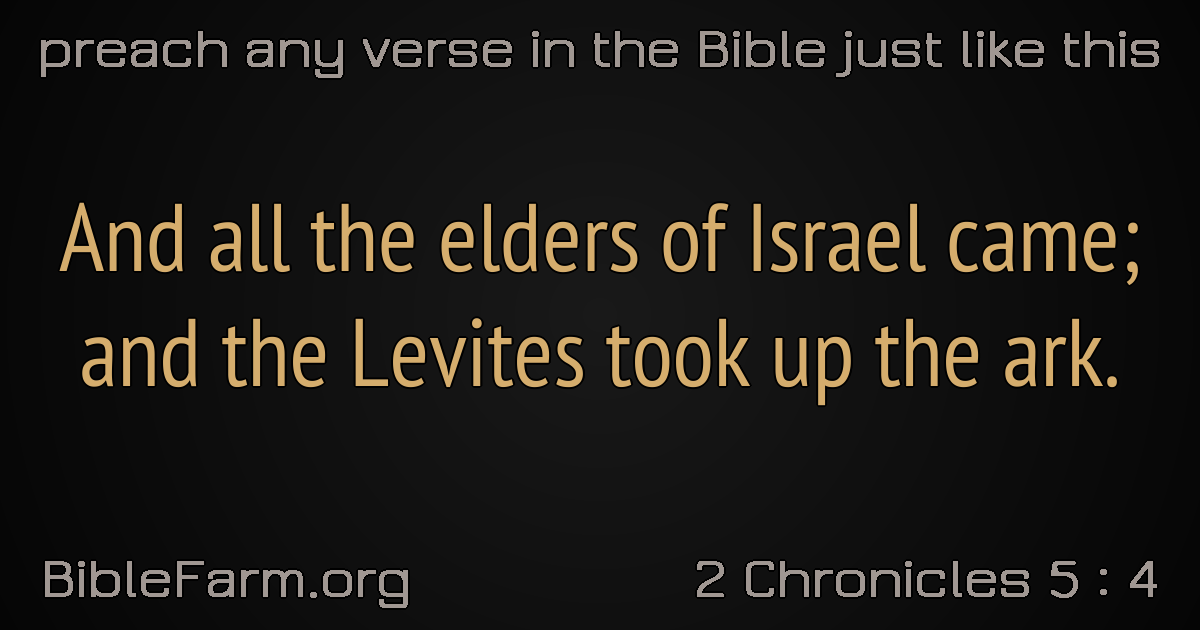 preach any verse in the Bible just like this
And all the elders of Israel came;
and the Levites took up the ark.
BibleFarm.org
2 Chronicles 5 : 4